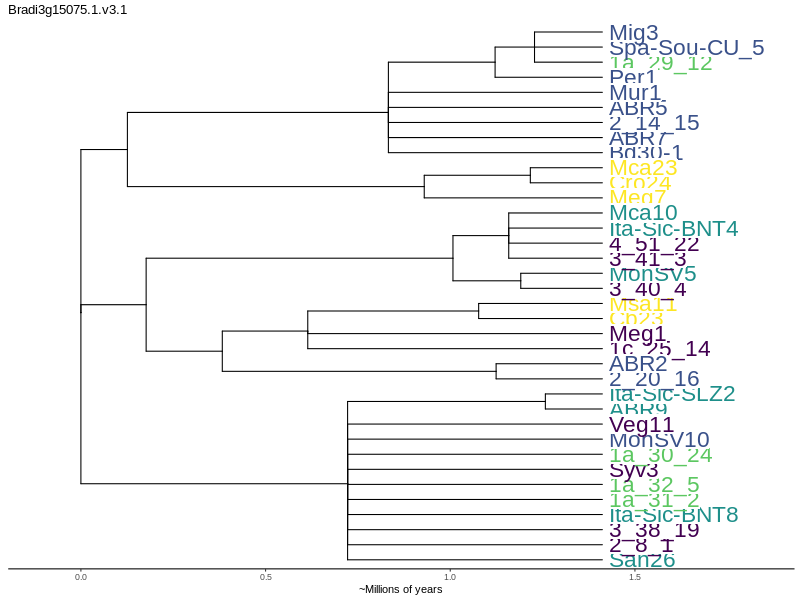 Bradi3g15075.1.v3.1
Mig3
Spa-Sou-CU_5
1a_29_12
Per1
Mur1
ABR5
2_14_15
ABR7
Bd30-1
Mca23
Cro24
Meg7
Mca10
Ita-Sic-BNT4
4_51_22
3_41_3
MonSV5
3_40_4
Msa11
Cn23
Meg1
1c_25_14
ABR2
2_20_16
Ita-Sic-SLZ2
ABR9
Veg11
MonSV10
1a_30_24
Syv3
1a_32_5
1a_31_2
Ita-Sic-BNT8
3_38_19
2_8_1
San26
0.0 0.5 1.0 1.5
~Millions of years